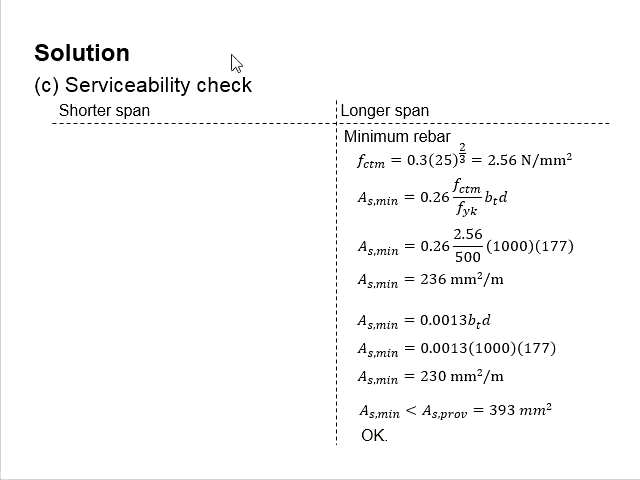 Solution
(c) Serviceability check
Shorter span
Longer span
Minimum rebar
f_ctm = 0.3(25)^(2/3) = 2.56 N/mm²
A_s,min = 0.26 f_ctm/f_yk b_t d
A_s,min = 0.26 2.56/500 (1000)(177)
A_s,min = 236 mm²/m
A_s,min = 0.0013b_t d
A_s,min = 0.0013(1000)(177)
A_s,min = 230 mm²/m
A_s,min < A_s,prov = 393 mm²
OK.